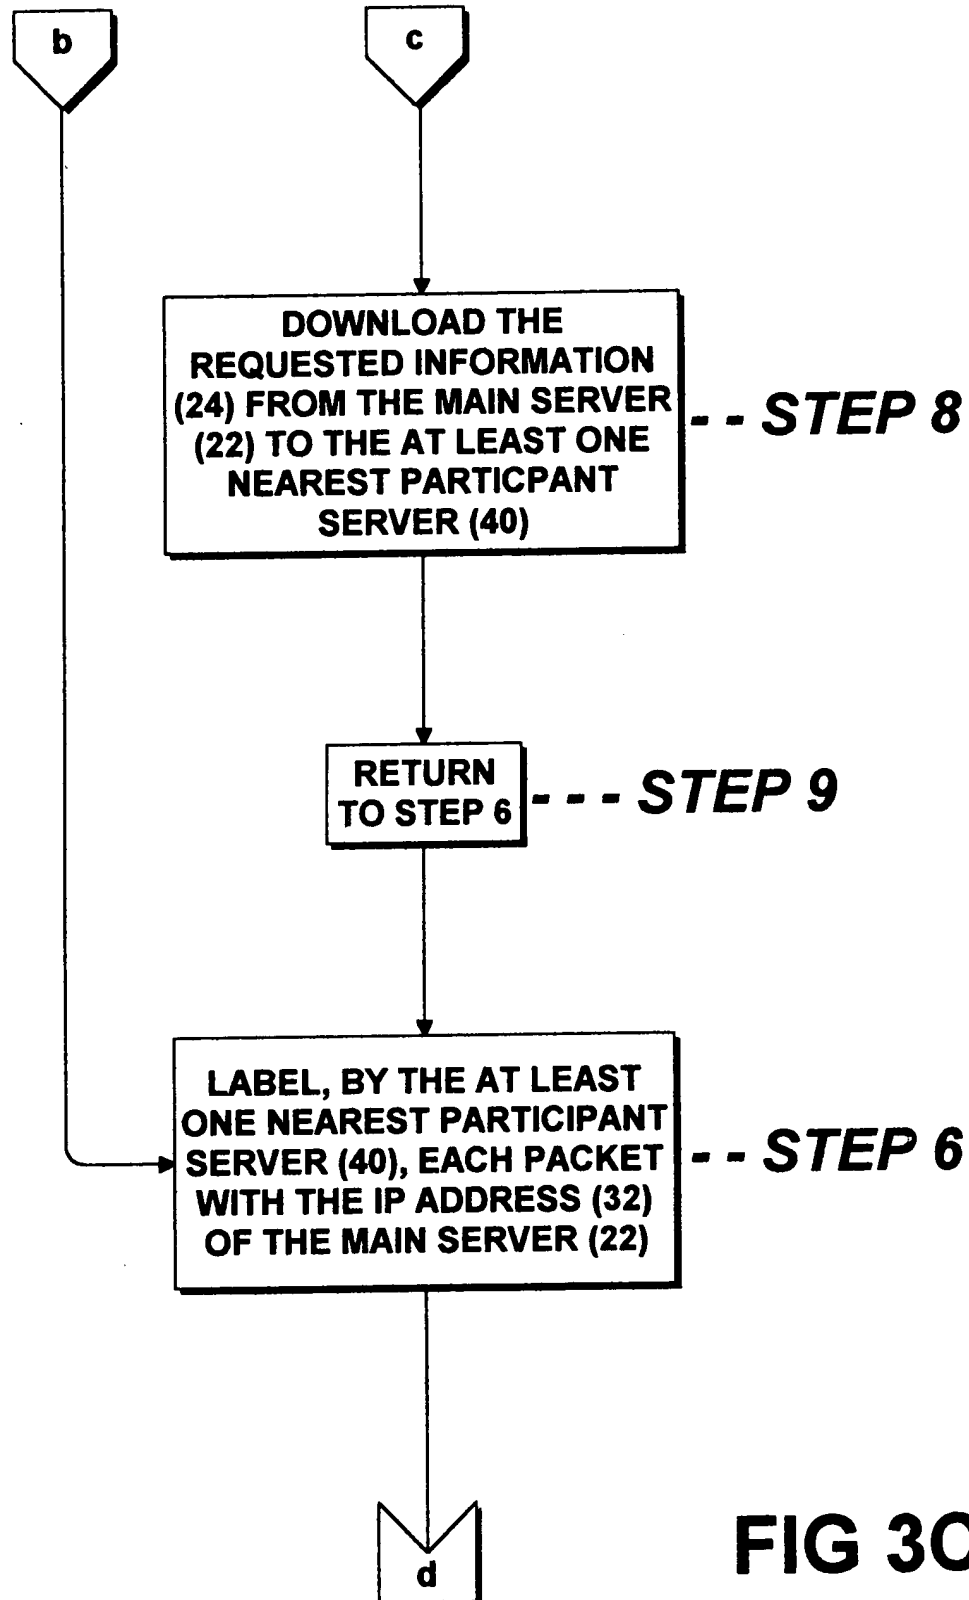 b
c
DOWNLOAD THE
REQUESTED INFORMATION
(24) FROM THE MAIN SERVER
(22) TO THE AT LEAST ONE
NEAREST PARTICPANT
SERVER (40)
-- STEP 8
RETURN
TO STEP 6
--- STEP 9
LABEL, BY THE AT LEAST
ONE NEAREST PARTICIPANT
SERVER (40), EACH PACKET
WITH THE IP ADDRESS (32)
OF THE MAIN SERVER (22)
-- STEP 6
d
FIG 3C